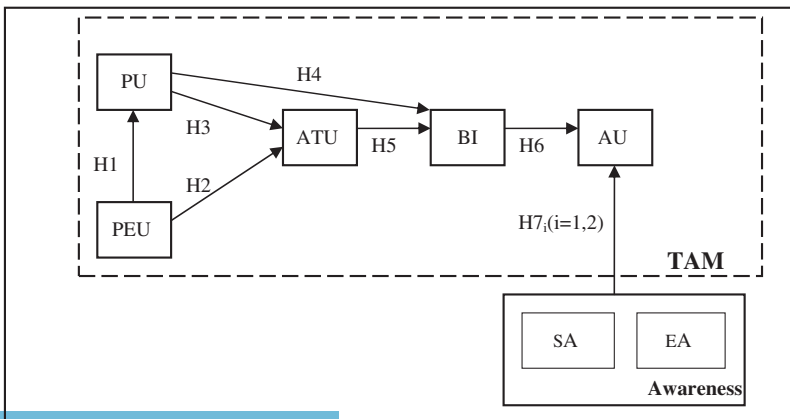 PU
H4
H3
ATU
H5
BI
H6
AU
H1
H2
PEU
H7ᵢ(i=1,2)
TAM
SA
EA
Awareness